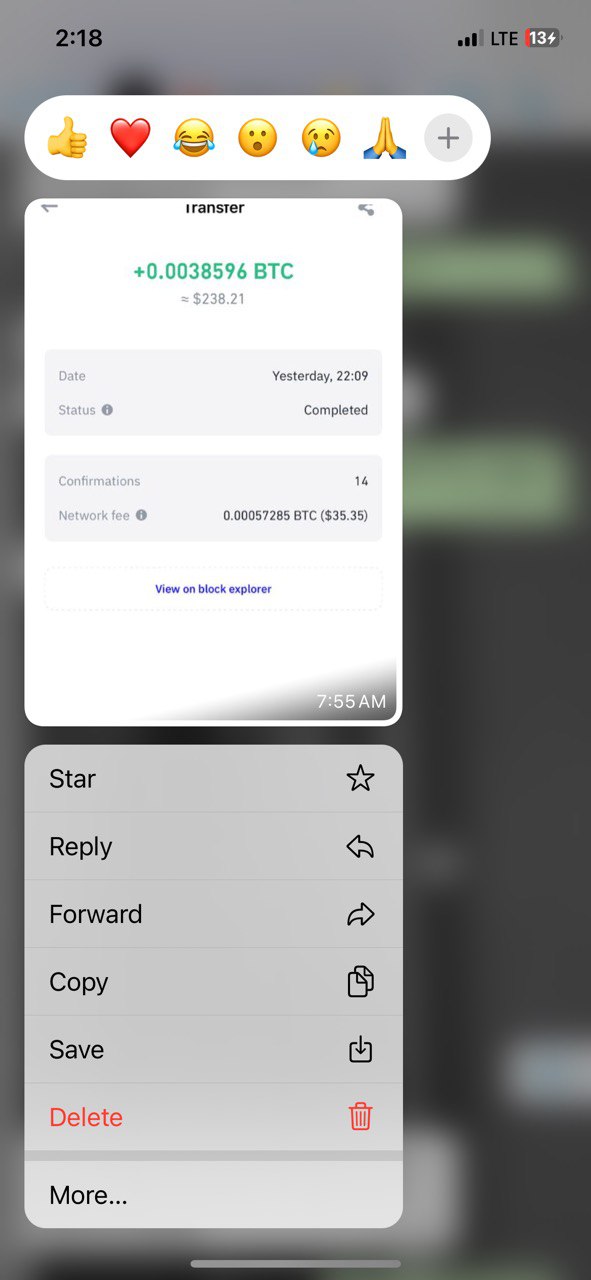 2:18
LTE 13
Transfer
+0.0038596 BTC
≈ $238.21
Date Yesterday, 22:09
Status Completed
Confirmations 14
Network fee 0.00057285 BTC ($35.35)
View on block explorer
7:55 AM
Star
Reply
Forward
Copy
Save
Delete
More...